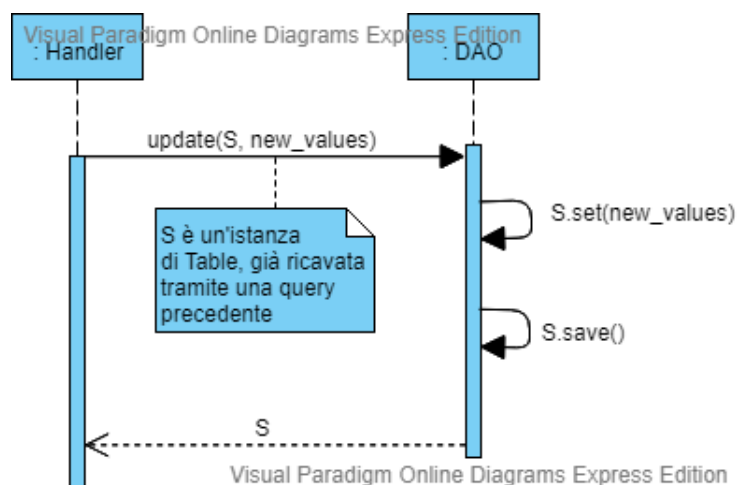 Visual Paradigm Online Diagrams Express Edition
: Handler
: DAO
update(S, new_values)
S.set(new_values)
S è un'istanza
di Table, già ricavata
tramite una query
precedente
S.save()
S
Visual Paradigm Online Diagrams Express Edition